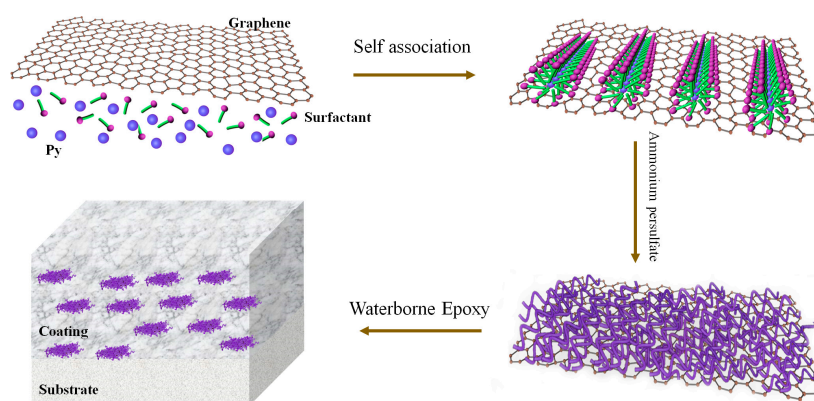 Graphene
Self association
Surfactant
Py
Ammonium persulfate
Waterborne Epoxy
Coating
Substrate